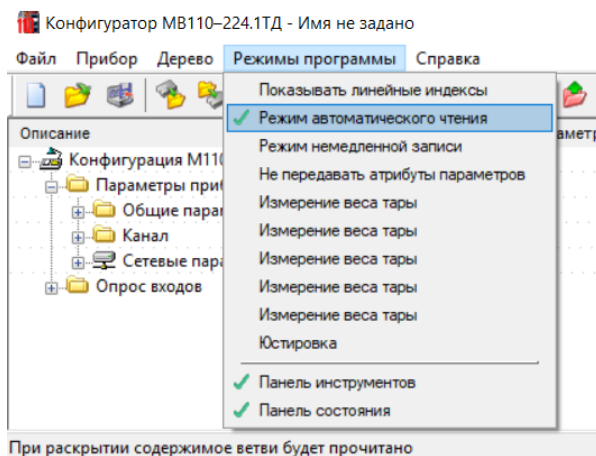 Конфигуратор МВ110–224.1ТД - Имя не задано
Файл Прибор Дерево Режимы программы Справка
Показывать линейные индексы
Описание
Режим автоматического чтения
Конфигурация М110
Режим немедленной записи
Параметры
Не передавать атрибуты параметров
Общие
Измерение веса тары
Канал
Измерение веса тары
Сетевые
Измерение веса тары
Опрос входов
Измерение веса тары
Измерение веса тары
Юстировка
Панель инструментов
Панель состояния
При раскрытии содержимое ветви будет прочитано